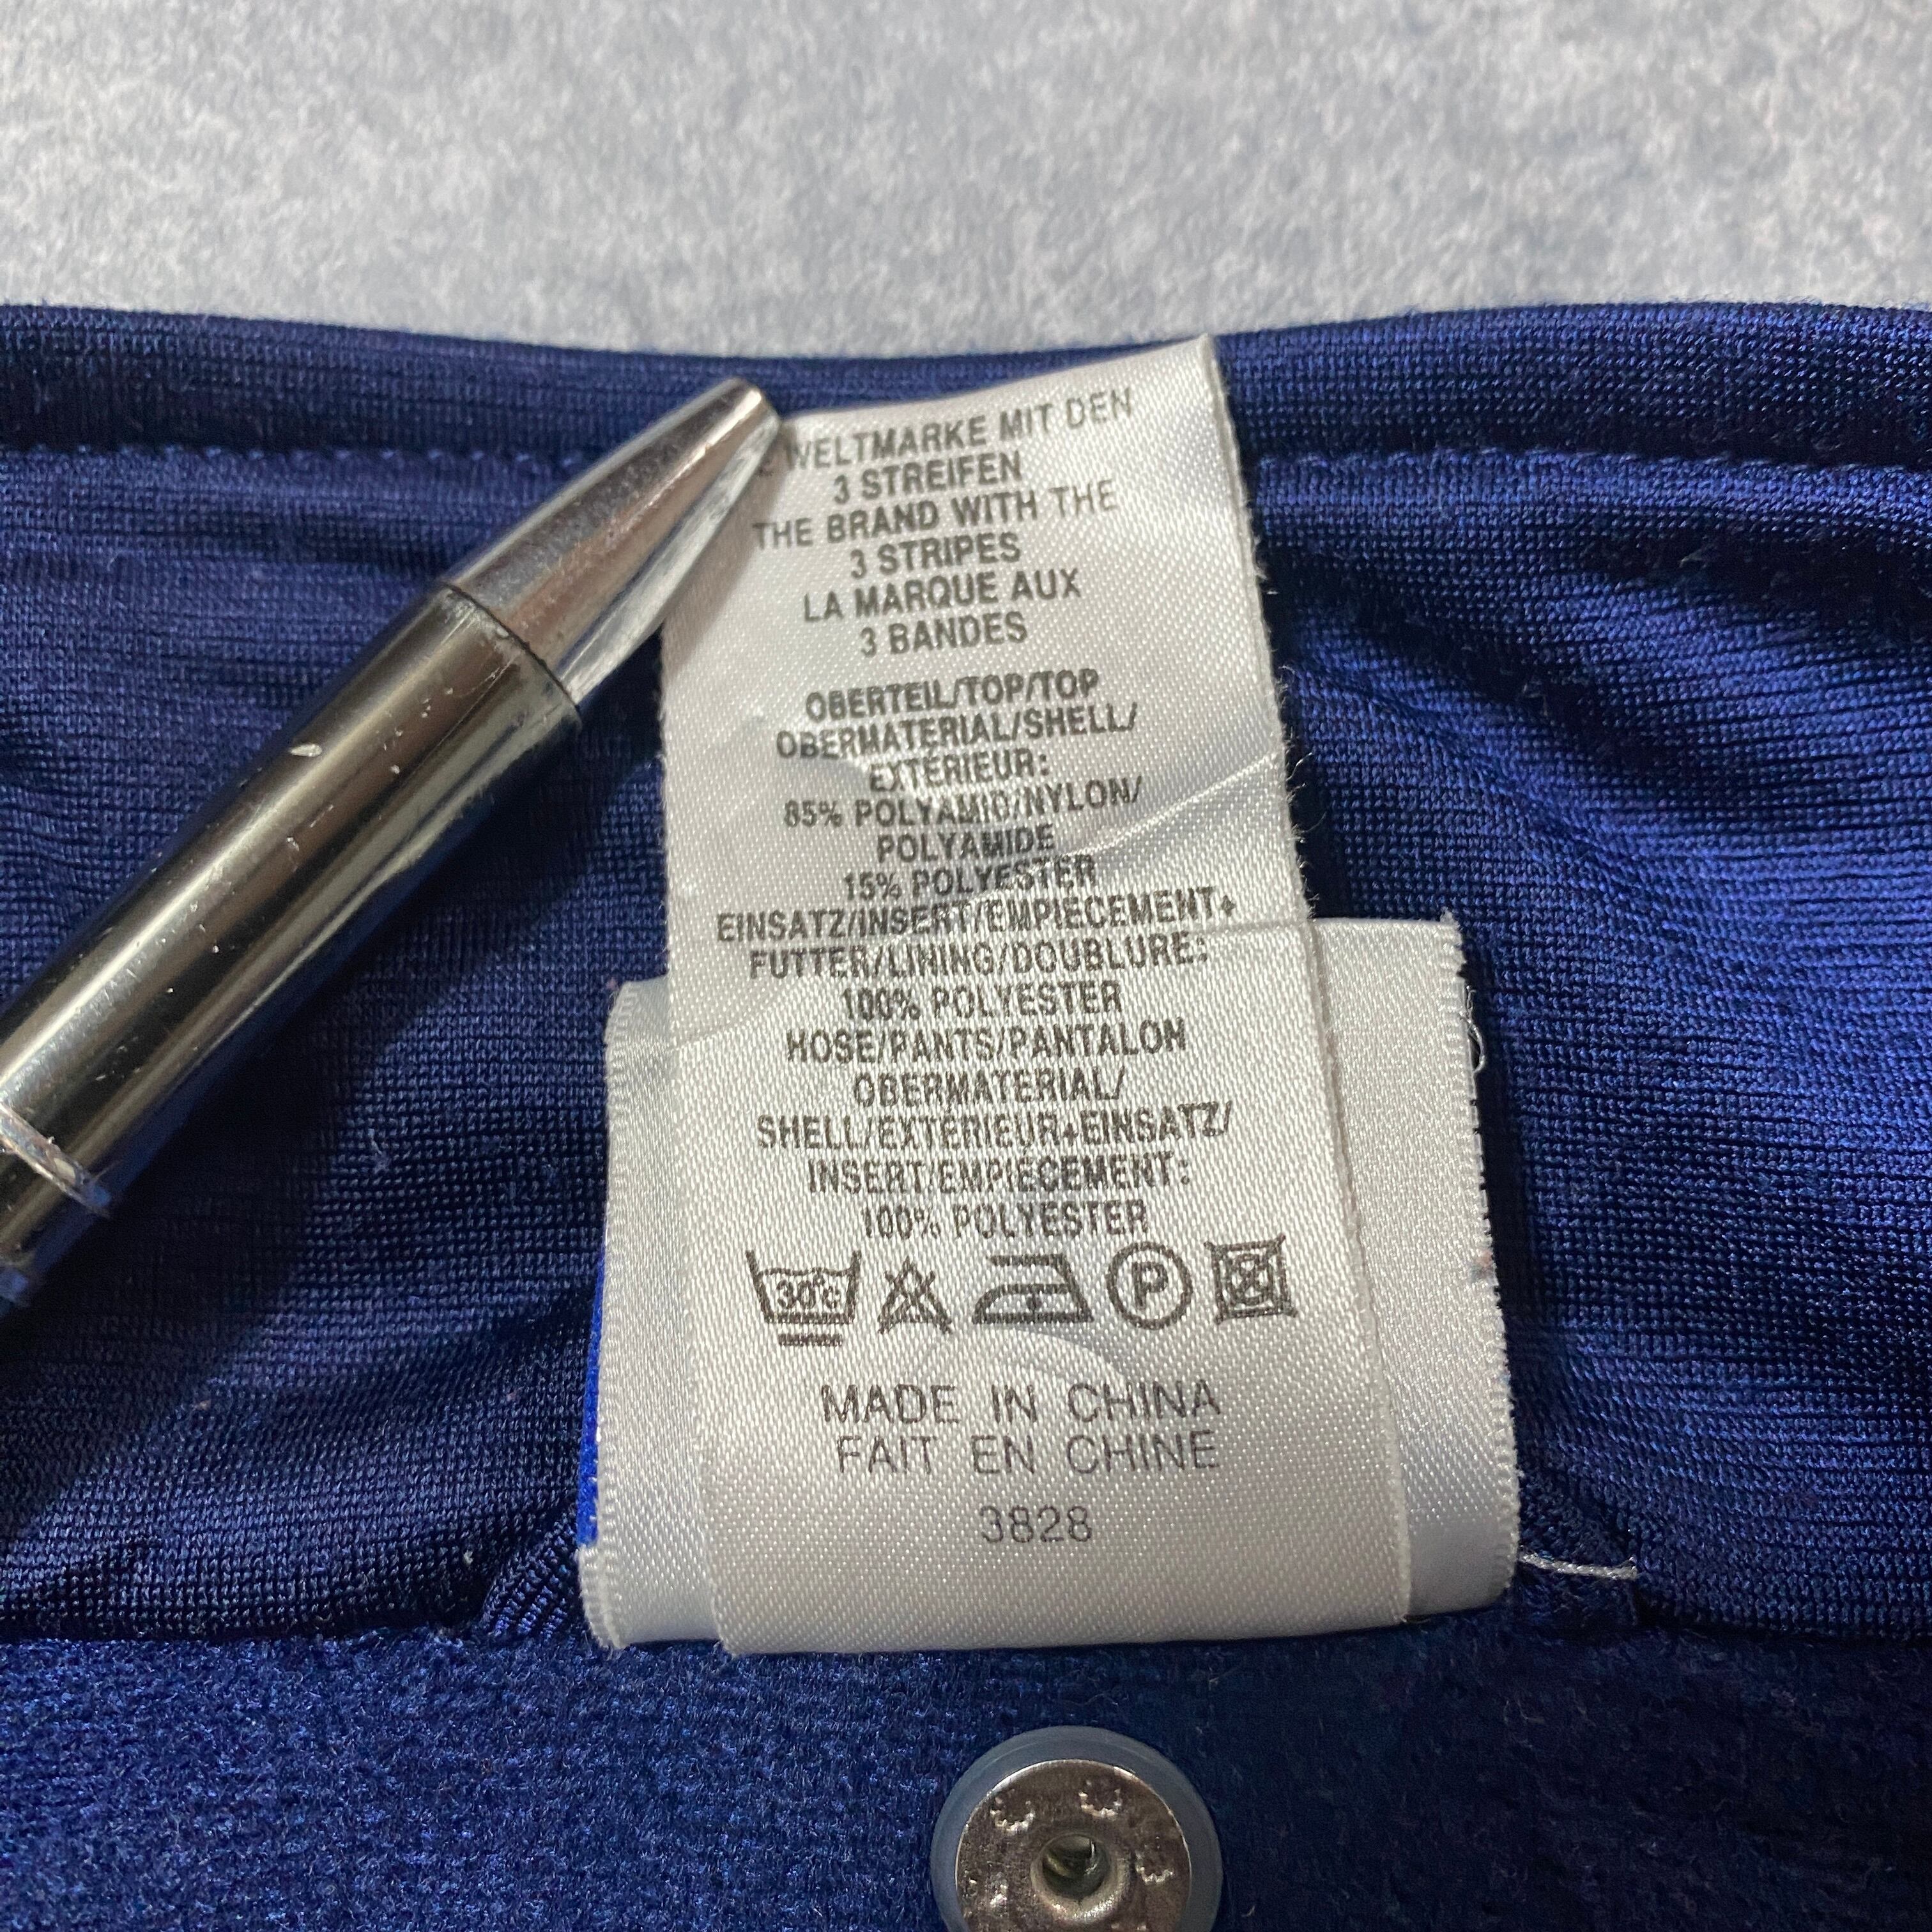 WELTMARKE MIT DEN
3 STREIFEN
THE BRAND WITH THE
3 STRIPES
LA MARQUE AUX
3 BANDES
OBERTEIL/TOP/TOP
OBERMATERIAL/SHELL/
EXTÉRIEUR:
85% POLYAMID/NYLON/
POLYAMIDE
15% POLYESTER
EINSATZ/INSERT/EMPIÈCEMENT+
FUTTER/LINING/DOUBLURE:
100% POLYESTER
HOSE/PANTS/PANTALON
OBERMATERIAL/
SHELL/EXTÉRIEUR+EINSATZ/
INSERT/EMPIÈCEMENT:
100% POLYESTER
30°C P
MADE IN CHINA
FAIT EN CHINE
3828